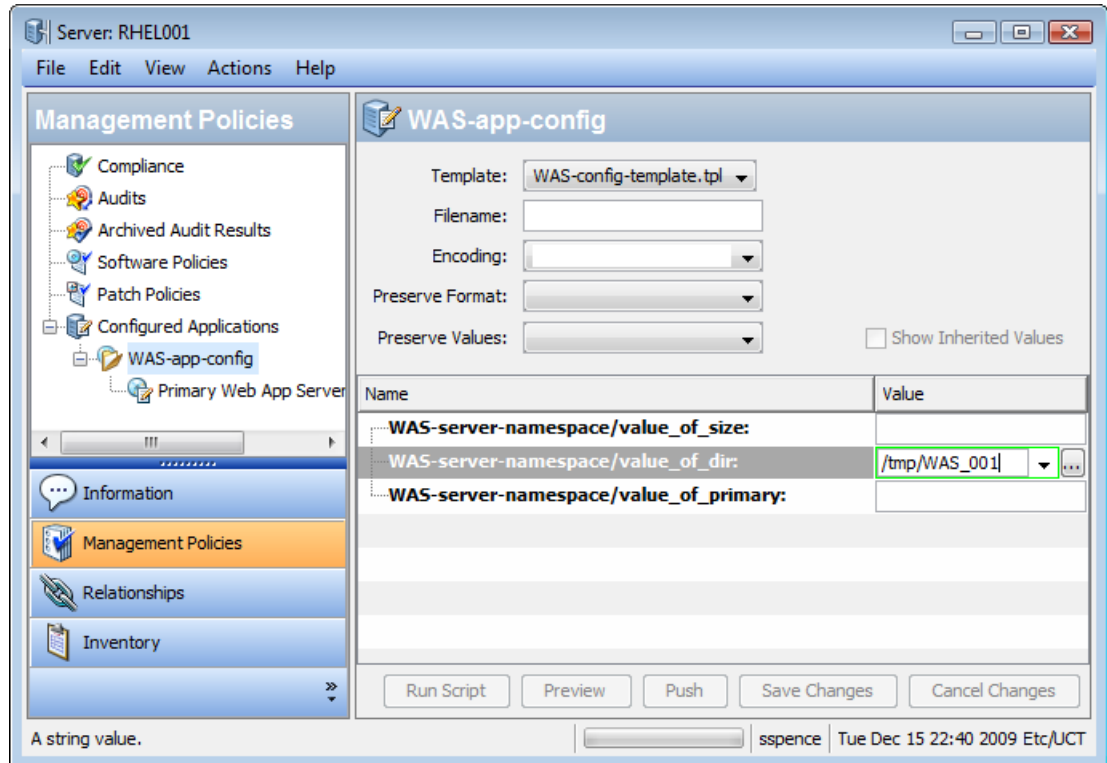 Server: RHEL001
File Edit View Actions Help
Management Policies
Compliance
Audits
Archived Audit Results
Software Policies
Patch Policies
Configured Applications
WAS-app-config
Primary Web App Server
Information
Management Policies
Relationships
Inventory
WAS-app-config
Template: WAS-config-template.tpl
Filename:
Encoding:
Preserve Format:
Preserve Values: Show Inherited Values
Name Value
WAS-server-namespace/value_of_size:
WAS-server-namespace/value_of_dir: /tmp/WAS_001 ...
WAS-server-namespace/value_of_primary:
Run Script Preview Push Save Changes Cancel Changes
A string value. sspence Tue Dec 15 22:40 2009 Etc/UCT